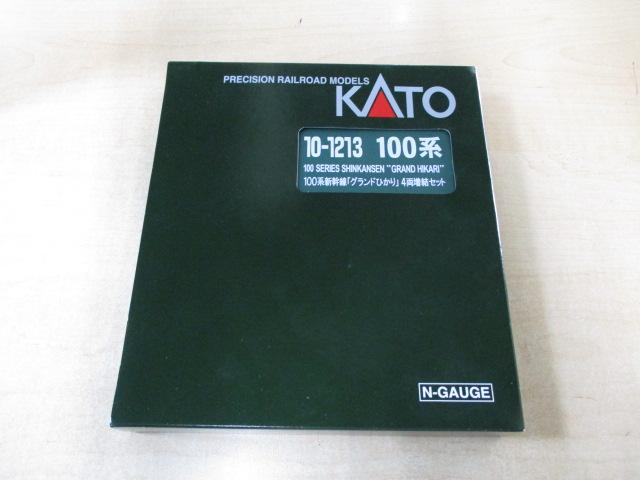 PRECISION RAILROAD MODELS
KATO
10-1213 100系
100 SERIES SHINKANSEN "GRAND HIKARI"
100系新幹線「グランドひかり」4両増結セット
N-GAUGE